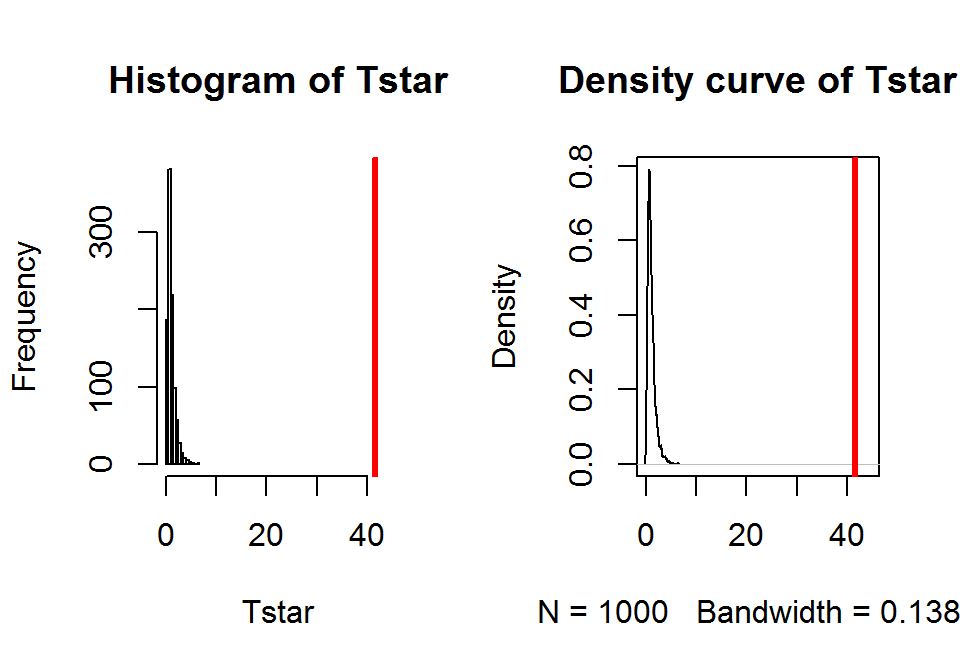 Histogram of Tstar
Frequency
300
100
0
0 20 40
Tstar
Density curve of Tstar
Density
0.8
0.6
0.4
0.2
0.0
0 20 40
N = 1000 Bandwidth = 0.138